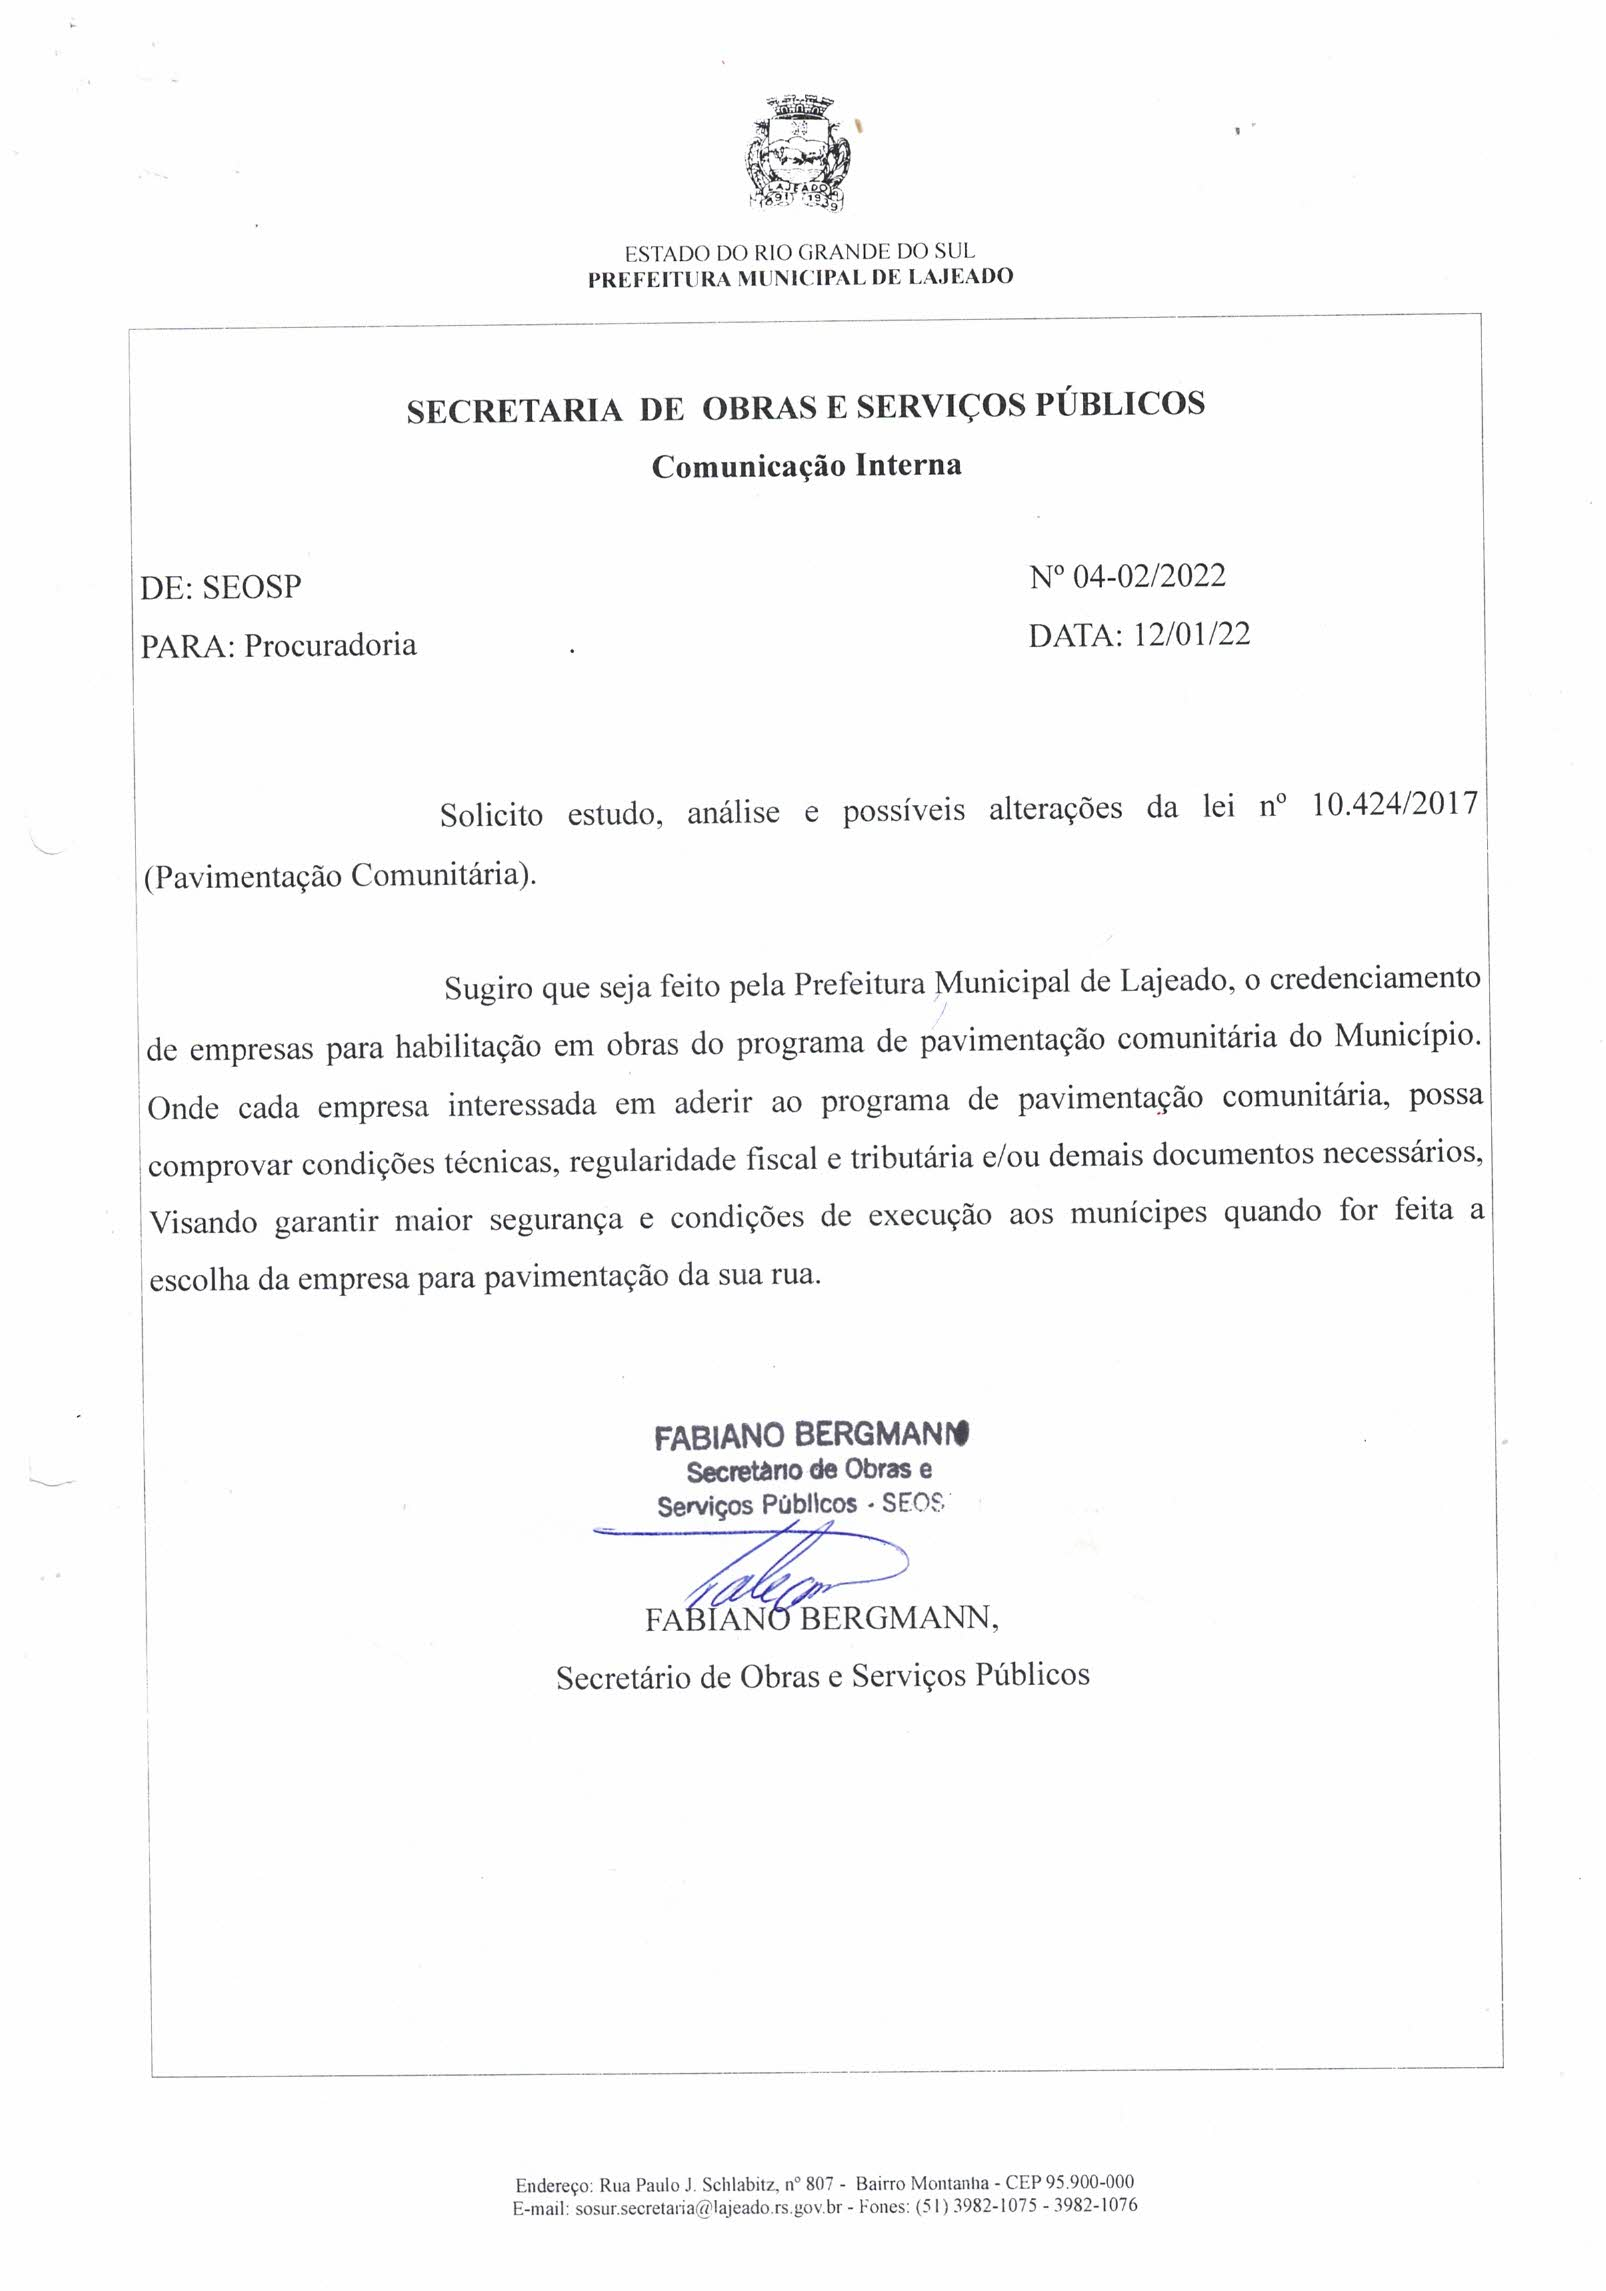 LAJEADO
1891 1939
ESTADO DO RIO GRANDE DO SUL
PREFEITURA MUNICIPAL DE LAJEADO
SECRETARIA DE OBRAS E SERVIÇOS PÚBLICOS
Comunicação Interna
DE: SEOSP
Nº 04-02/2022
PARA: Procuradoria
DATA: 12/01/22
Solicito estudo, análise e possíveis alterações da lei nº 10.424/2017
(Pavimentação Comunitária).
Sugiro que seja feito pela Prefeitura Municipal de Lajeado, o credenciamento
de empresas para habilitação em obras do programa de pavimentação comunitária do Município.
Onde cada empresa interessada em aderir ao programa de pavimentação comunitária, possa
comprovar condições técnicas, regularidade fiscal e tributária e/ou demais documentos necessários,
Visando garantir maior segurança e condições de execução aos munícipes quando for feita a
escolha da empresa para pavimentação da sua rua.
FABIANO BERGMANN
Secretário de Obras e
Serviços Públicos - SEOS
FABIANO BERGMANN,
Secretário de Obras e Serviços Públicos
Endereço: Rua Paulo J. Schlabitz, nº 807 - Bairro Montanha - CEP 95.900-000
E-mail: sosur.secretaria@lajeado.rs.gov.br - Fones: (51) 3982-1075 - 3982-1076